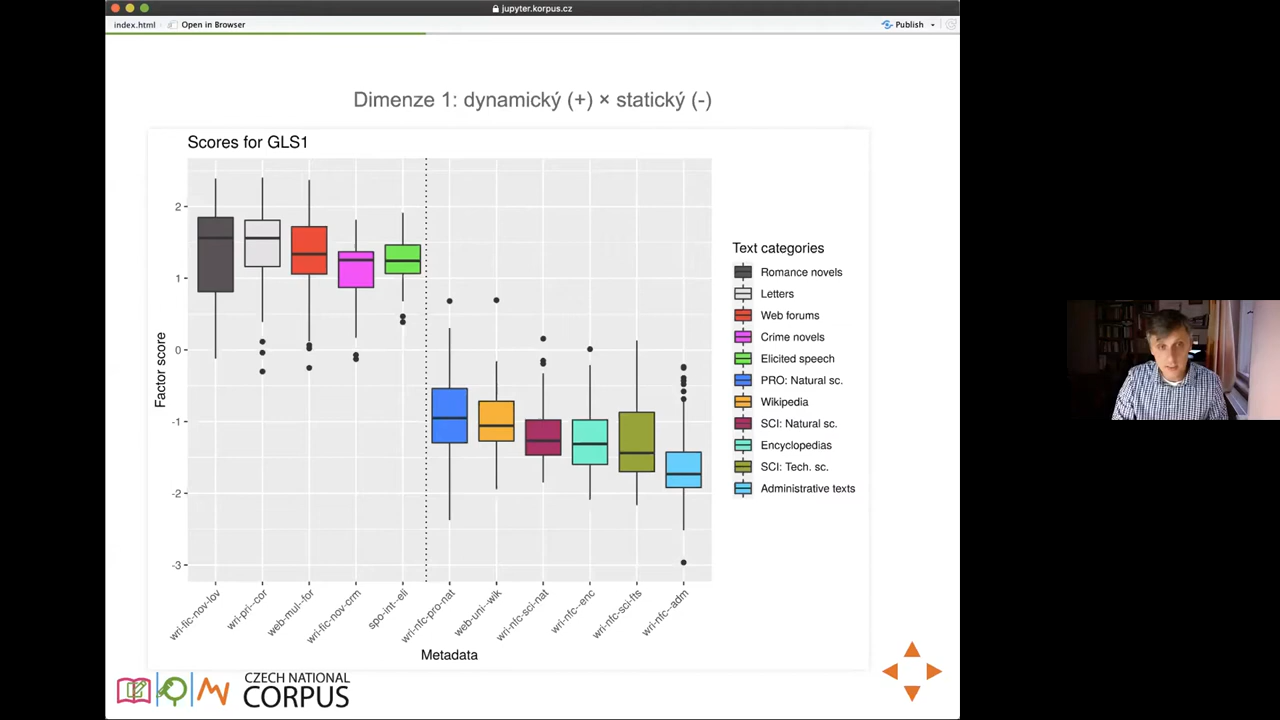 jupyter.korpus.cz
index.html
Open in Browser
Publish
Dimenze 1: dynamický (+) × statický (-)
Scores for GLS1
Factor score
2
1
0
-1
-2
-3
wri-fic-nov-lov
wri-pri--cor
web-mul--for
wri-fic-nov-crm
spo-int--eli
wri-nfc-pro-nat
web-uni--wik
wri-nfc-sci-nat
wri-nfc--enc
wri-nfc-sci-fts
wri-nfc--adm
Metadata
Text categories
Romance novels
Letters
Web forums
Crime novels
Elicited speech
PRO: Natural sc.
Wikipedia
SCI: Natural sc.
Encyclopedias
SCI: Tech. sc.
Administrative texts
CZECH NATIONAL
CORPUS